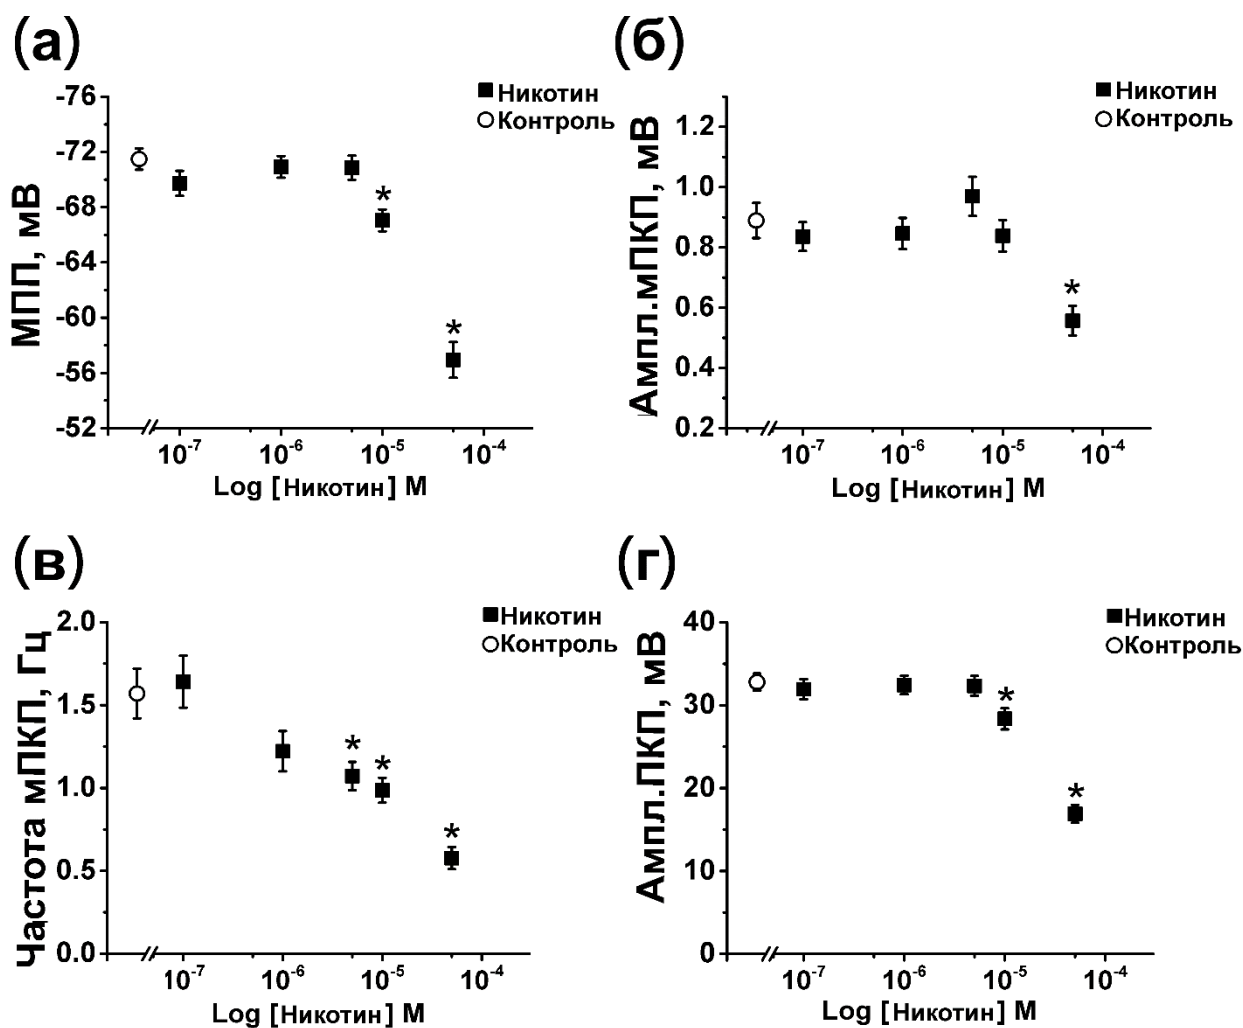 (а)
Никотин
Контроль
МПП, мВ
-76
-72
-68
-64
-60
-56
-52
*
*
10⁻⁷
10⁻⁶
10⁻⁵
10⁻⁴
Log [Никотин] М
(б)
Никотин
Контроль
Ампл.мПКП, мВ
1.2
1.0
0.8
0.6
0.4
0.2
*
10⁻⁷
10⁻⁶
10⁻⁵
10⁻⁴
Log [Никотин] М
(в)
Никотин
Контроль
Частота мПКП, Гц
2.0
1.5
1.0
0.5
0.0
*
*
*
10⁻⁷
10⁻⁶
10⁻⁵
10⁻⁴
Log [Никотин] М
(г)
Никотин
Контроль
Ампл.ПКП, мВ
40
30
20
10
0
*
*
10⁻⁷
10⁻⁶
10⁻⁵
10⁻⁴
Log [Никотин] М